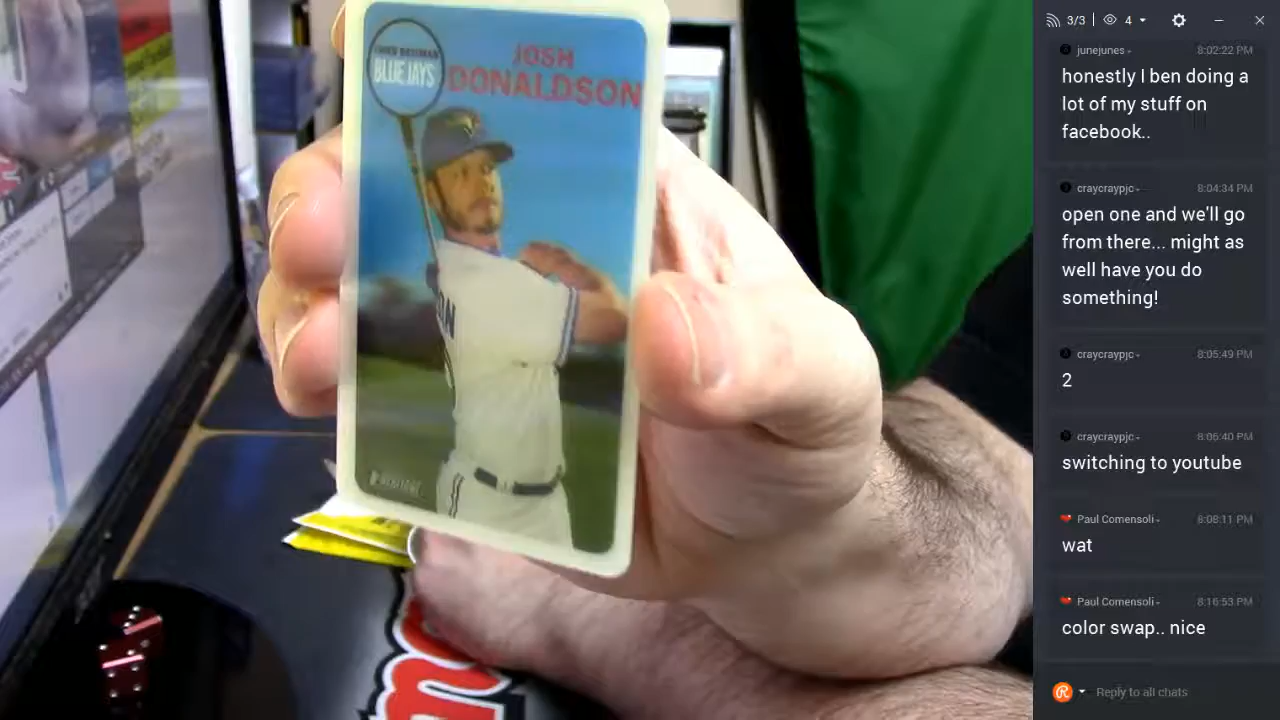 BLUE JAYS
JOSH
DONALDSON
3/3
4
junejunes
8:02:22 PM
honestly I ben doing a
lot of my stuff on
facebook..
craycraypjc
8:04:34 PM
open one and we'll go
from there... might as
well have you do
something!
craycraypjc
8:05:49 PM
2
craycraypjc
8:06:40 PM
switching to youtube
Paul Comensoli
8:08:11 PM
wat
Paul Comensoli
8:16:53 PM
color swap.. nice
Reply to all chats